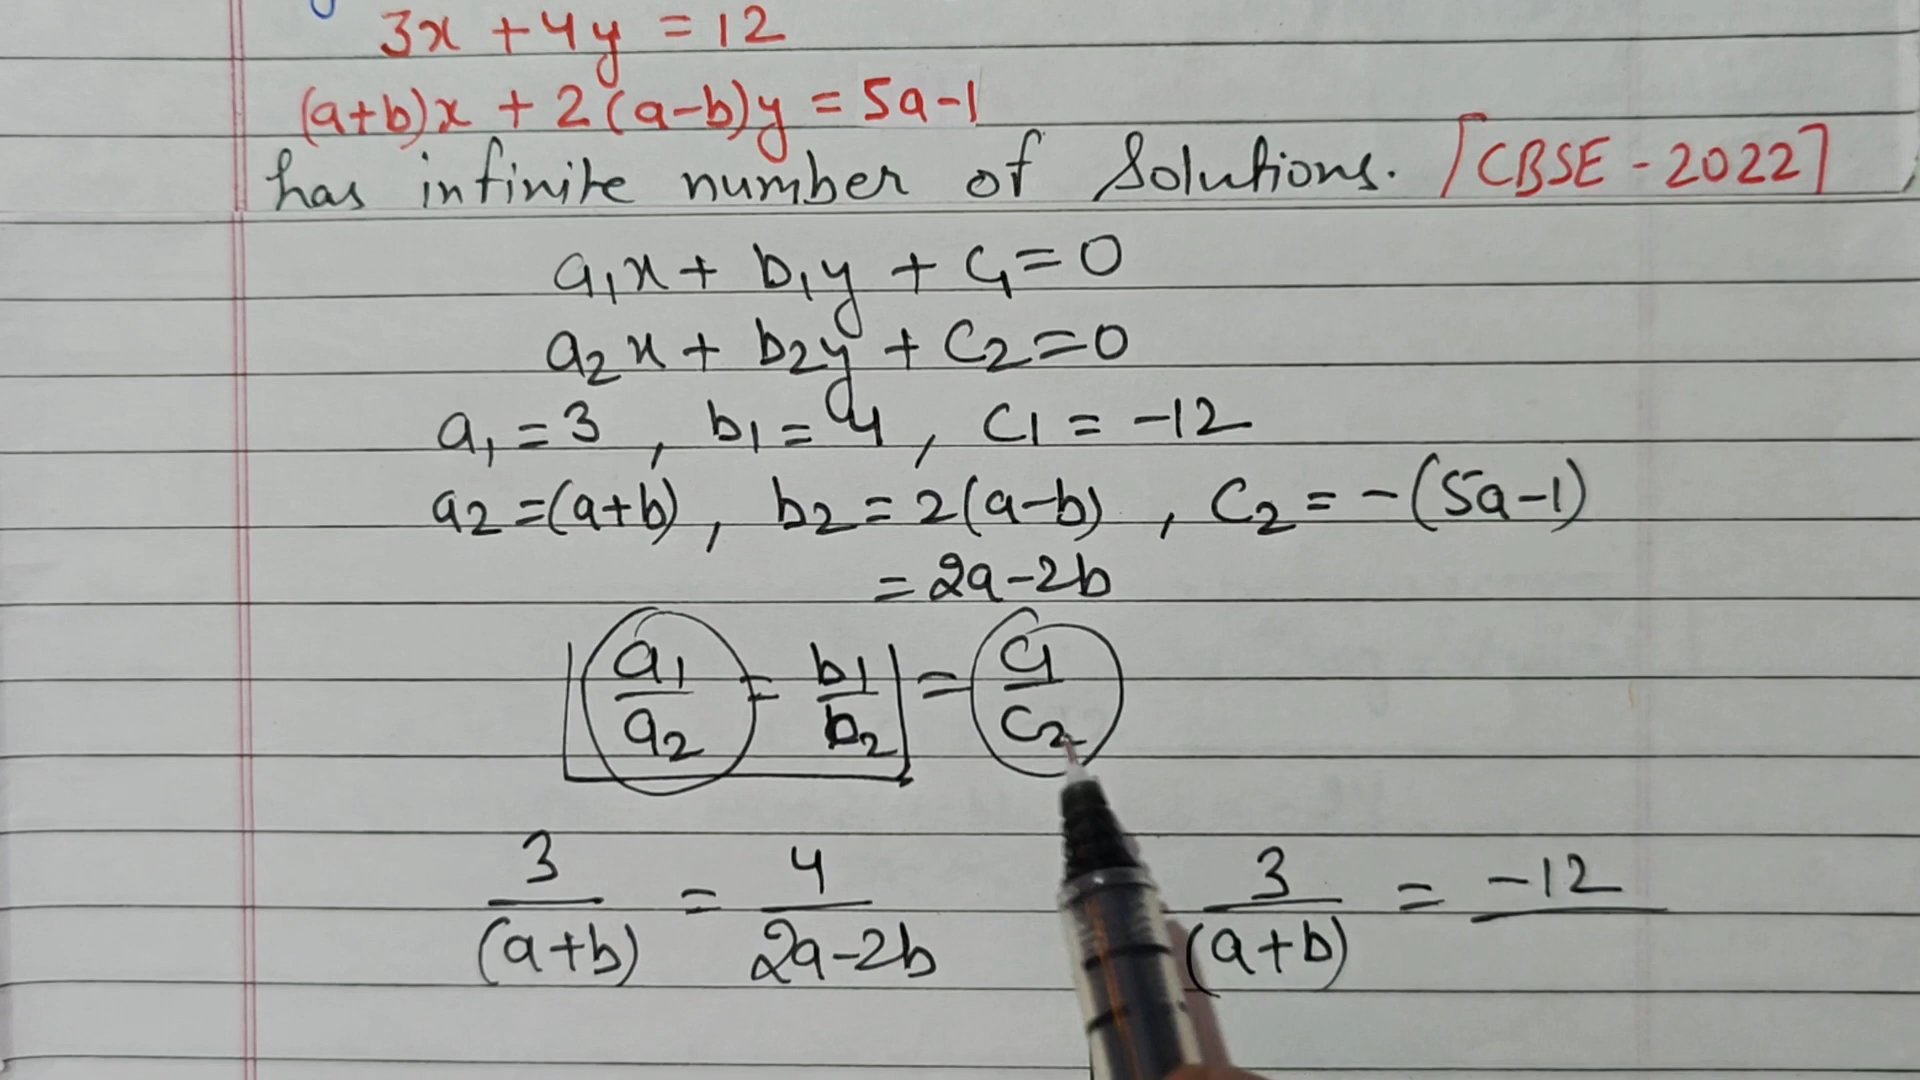 3x + 4y = 12
(a+b)x + 2(a-b)y = 5a-1
has infinite number of Solutions. [CBSE - 2022]
a₁x + b₁y + c₁ = 0
a₂x + b₂y + c₂ = 0
a₁ = 3 , b₁ = 4 , c₁ = -12
a₂ = (a+b) , b₂ = 2(a-b) , c₂ = -(5a-1)
= 2a-2b
a₁/a₂ = b₁/b₂ = c₁/c₂
3/(a+b) = 4/2a-2b 3/(a+b) = -12/